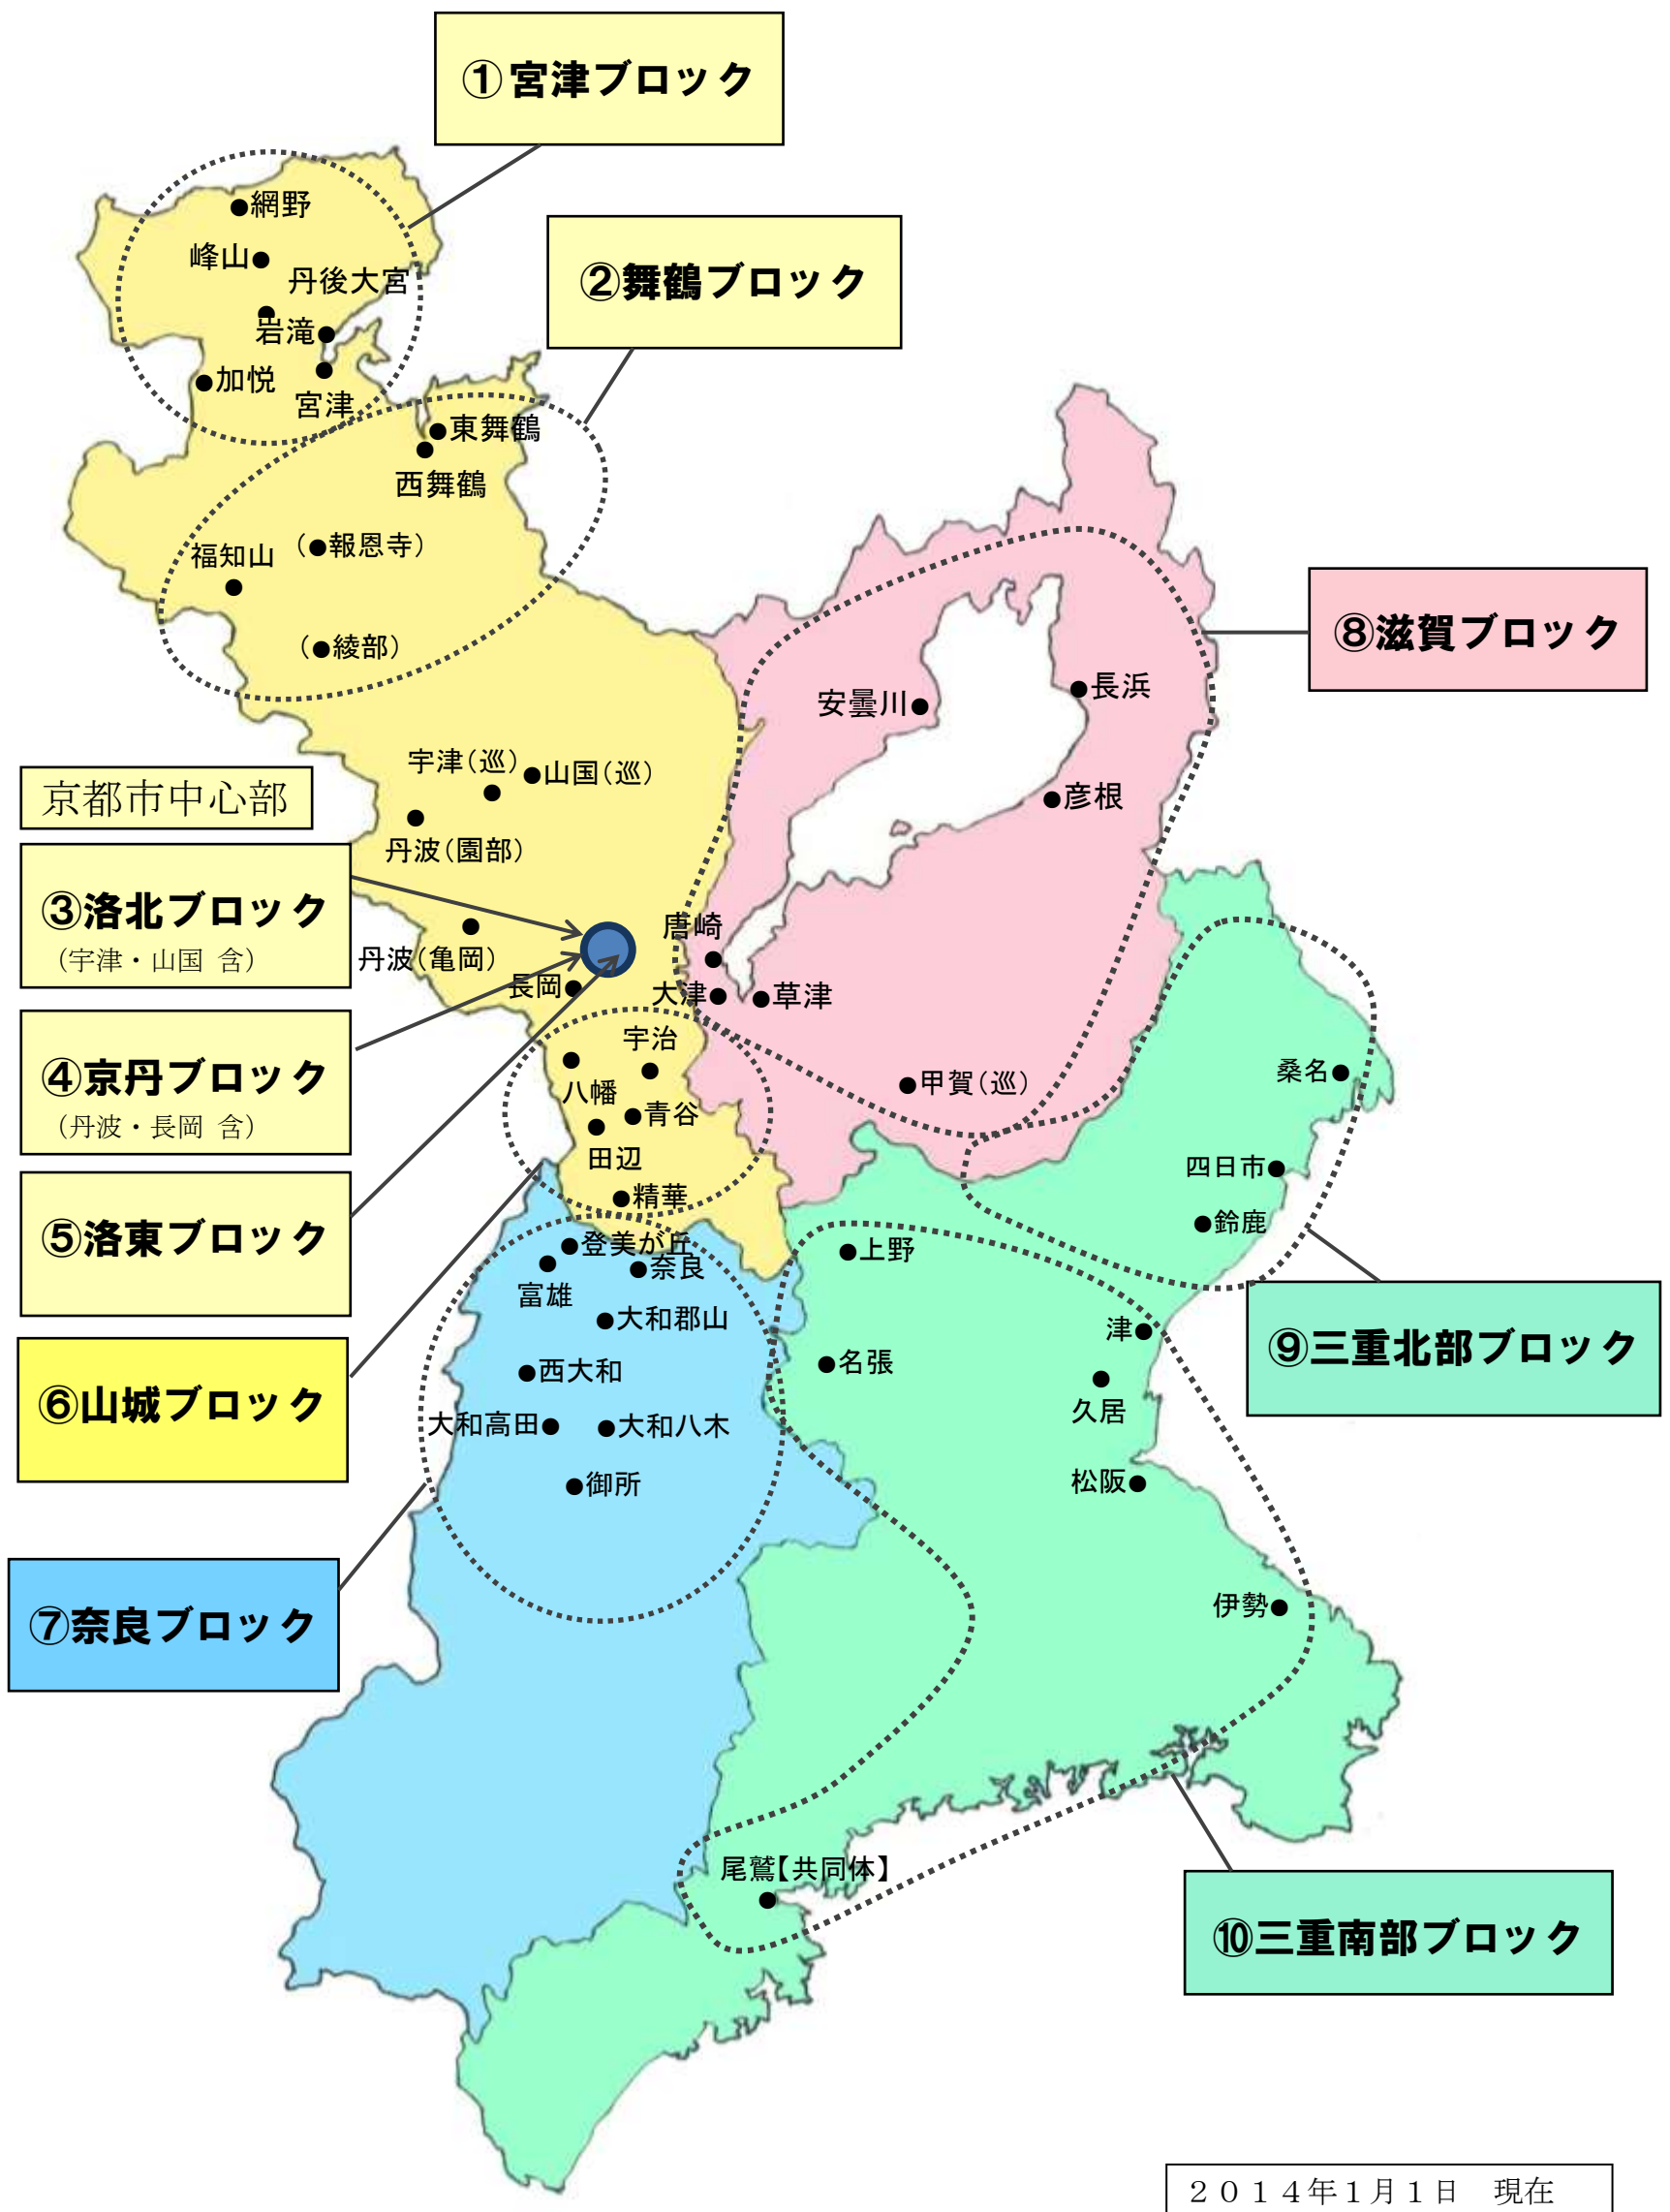 ①宮津ブロック
●網野
峰山●
丹後大宮
●
岩滝●
●加悦
●
宮津
②舞鶴ブロック
●東舞鶴
●
西舞鶴
(●報恩寺)
福知山
●
(●綾部)
⑧滋賀ブロック
安曇川●
●長浜
●彦根
宇津(巡)
●
●山国(巡)
●
丹波(園部)
京都市中心部
③洛北ブロック
(宇津・山国 含)
唐崎
●
●
丹波(亀岡)
長岡●
大津●
●草津
④京丹ブロック
(丹波・長岡 含)
宇治
●
●
八幡
●甲賀(巡)
桑名●
●青谷
●
田辺
四日市●
⑤洛東ブロック
●精華
●鈴鹿
●登美が丘
●
富雄
●奈良
●上野
●大和郡山
津●
⑨三重北部ブロック
●西大和
●名張
●
久居
⑥山城ブロック
大和高田●
●大和八木
●御所
松阪●
⑦奈良ブロック
伊勢●
尾鷲【共同体】
●
⑩三重南部ブロック
2014年1月1日 現在